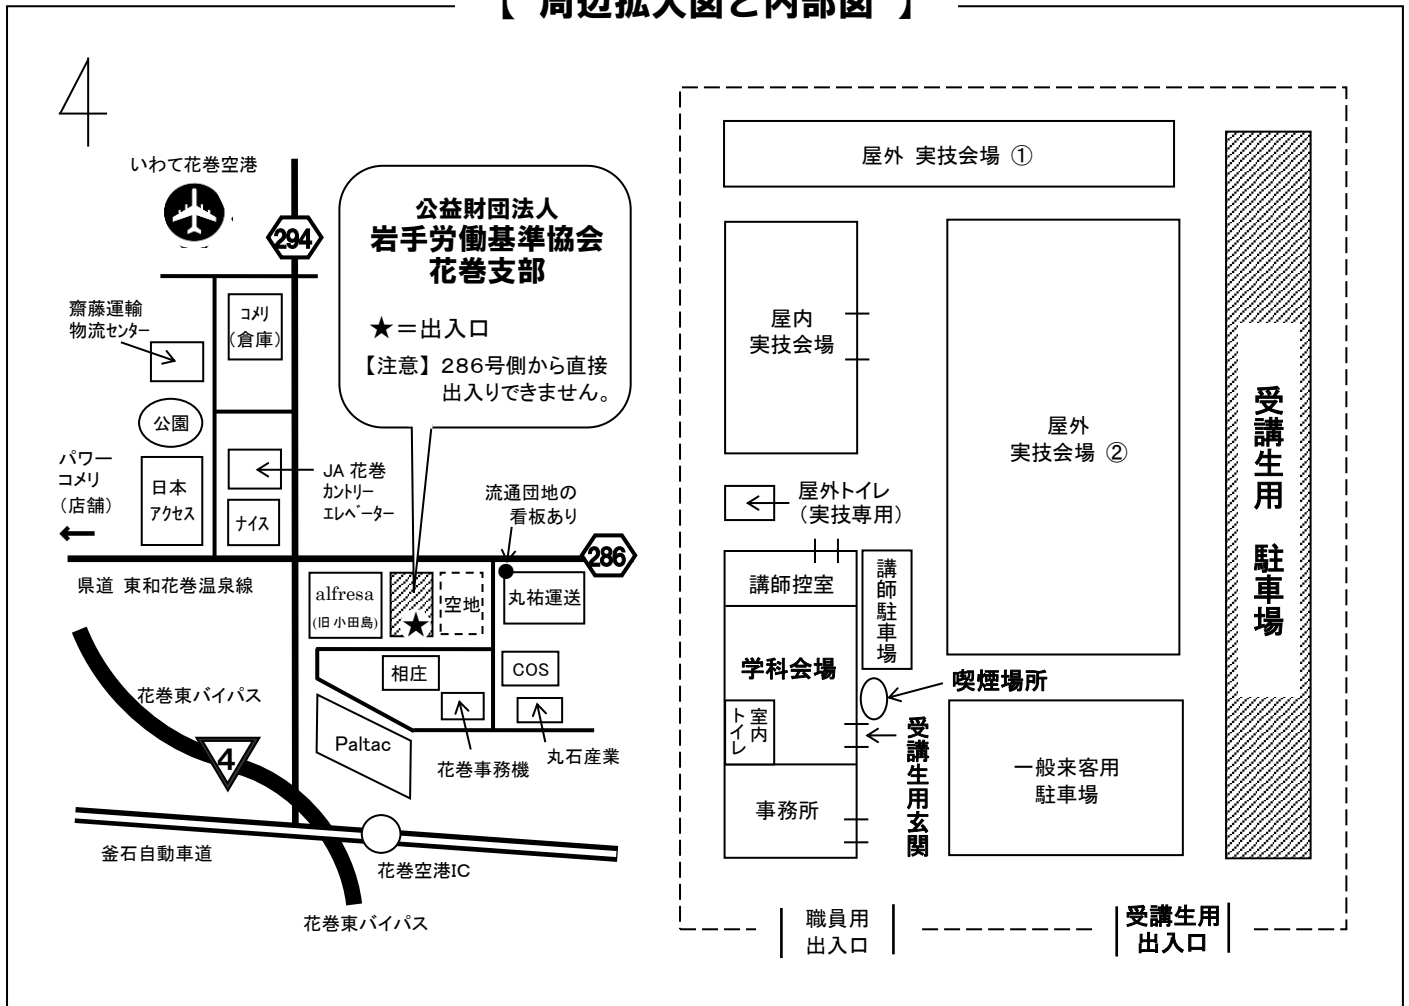 【 周辺拡大図と内部図 】
4
いわて花巻空港
294
公益財団法人
岩手労働基準協会
花巻支部
★＝出入口
【注意】 286号側から直接
出入りできません。
齋藤運輸
物流センター
コメリ
（倉庫）
公園
パワー
コメリ
（店舗）
←
日本
アクセス
JA 花巻
カントリー
エレベーター
ナイス
流通団地の
看板あり
286
県道 東和花巻温泉線
alfresa
(旧 小田島)
★
空地
丸祐運送
相庄
COS
花巻東バイパス
4
Paltac
花巻事務機
丸石産業
釜石自動車道
花巻空港IC
花巻東バイパス
屋外 実技会場 ①
屋内
実技会場
屋外
実技会場 ②
受講生用 駐車場
屋外トイレ
（実技専用）
講師控室
講師駐車場
学科会場
喫煙場所
室内
トイレ
受講生用玄関
事務所
一般来客用
駐車場
職員用
出入口
受講生用
出入口